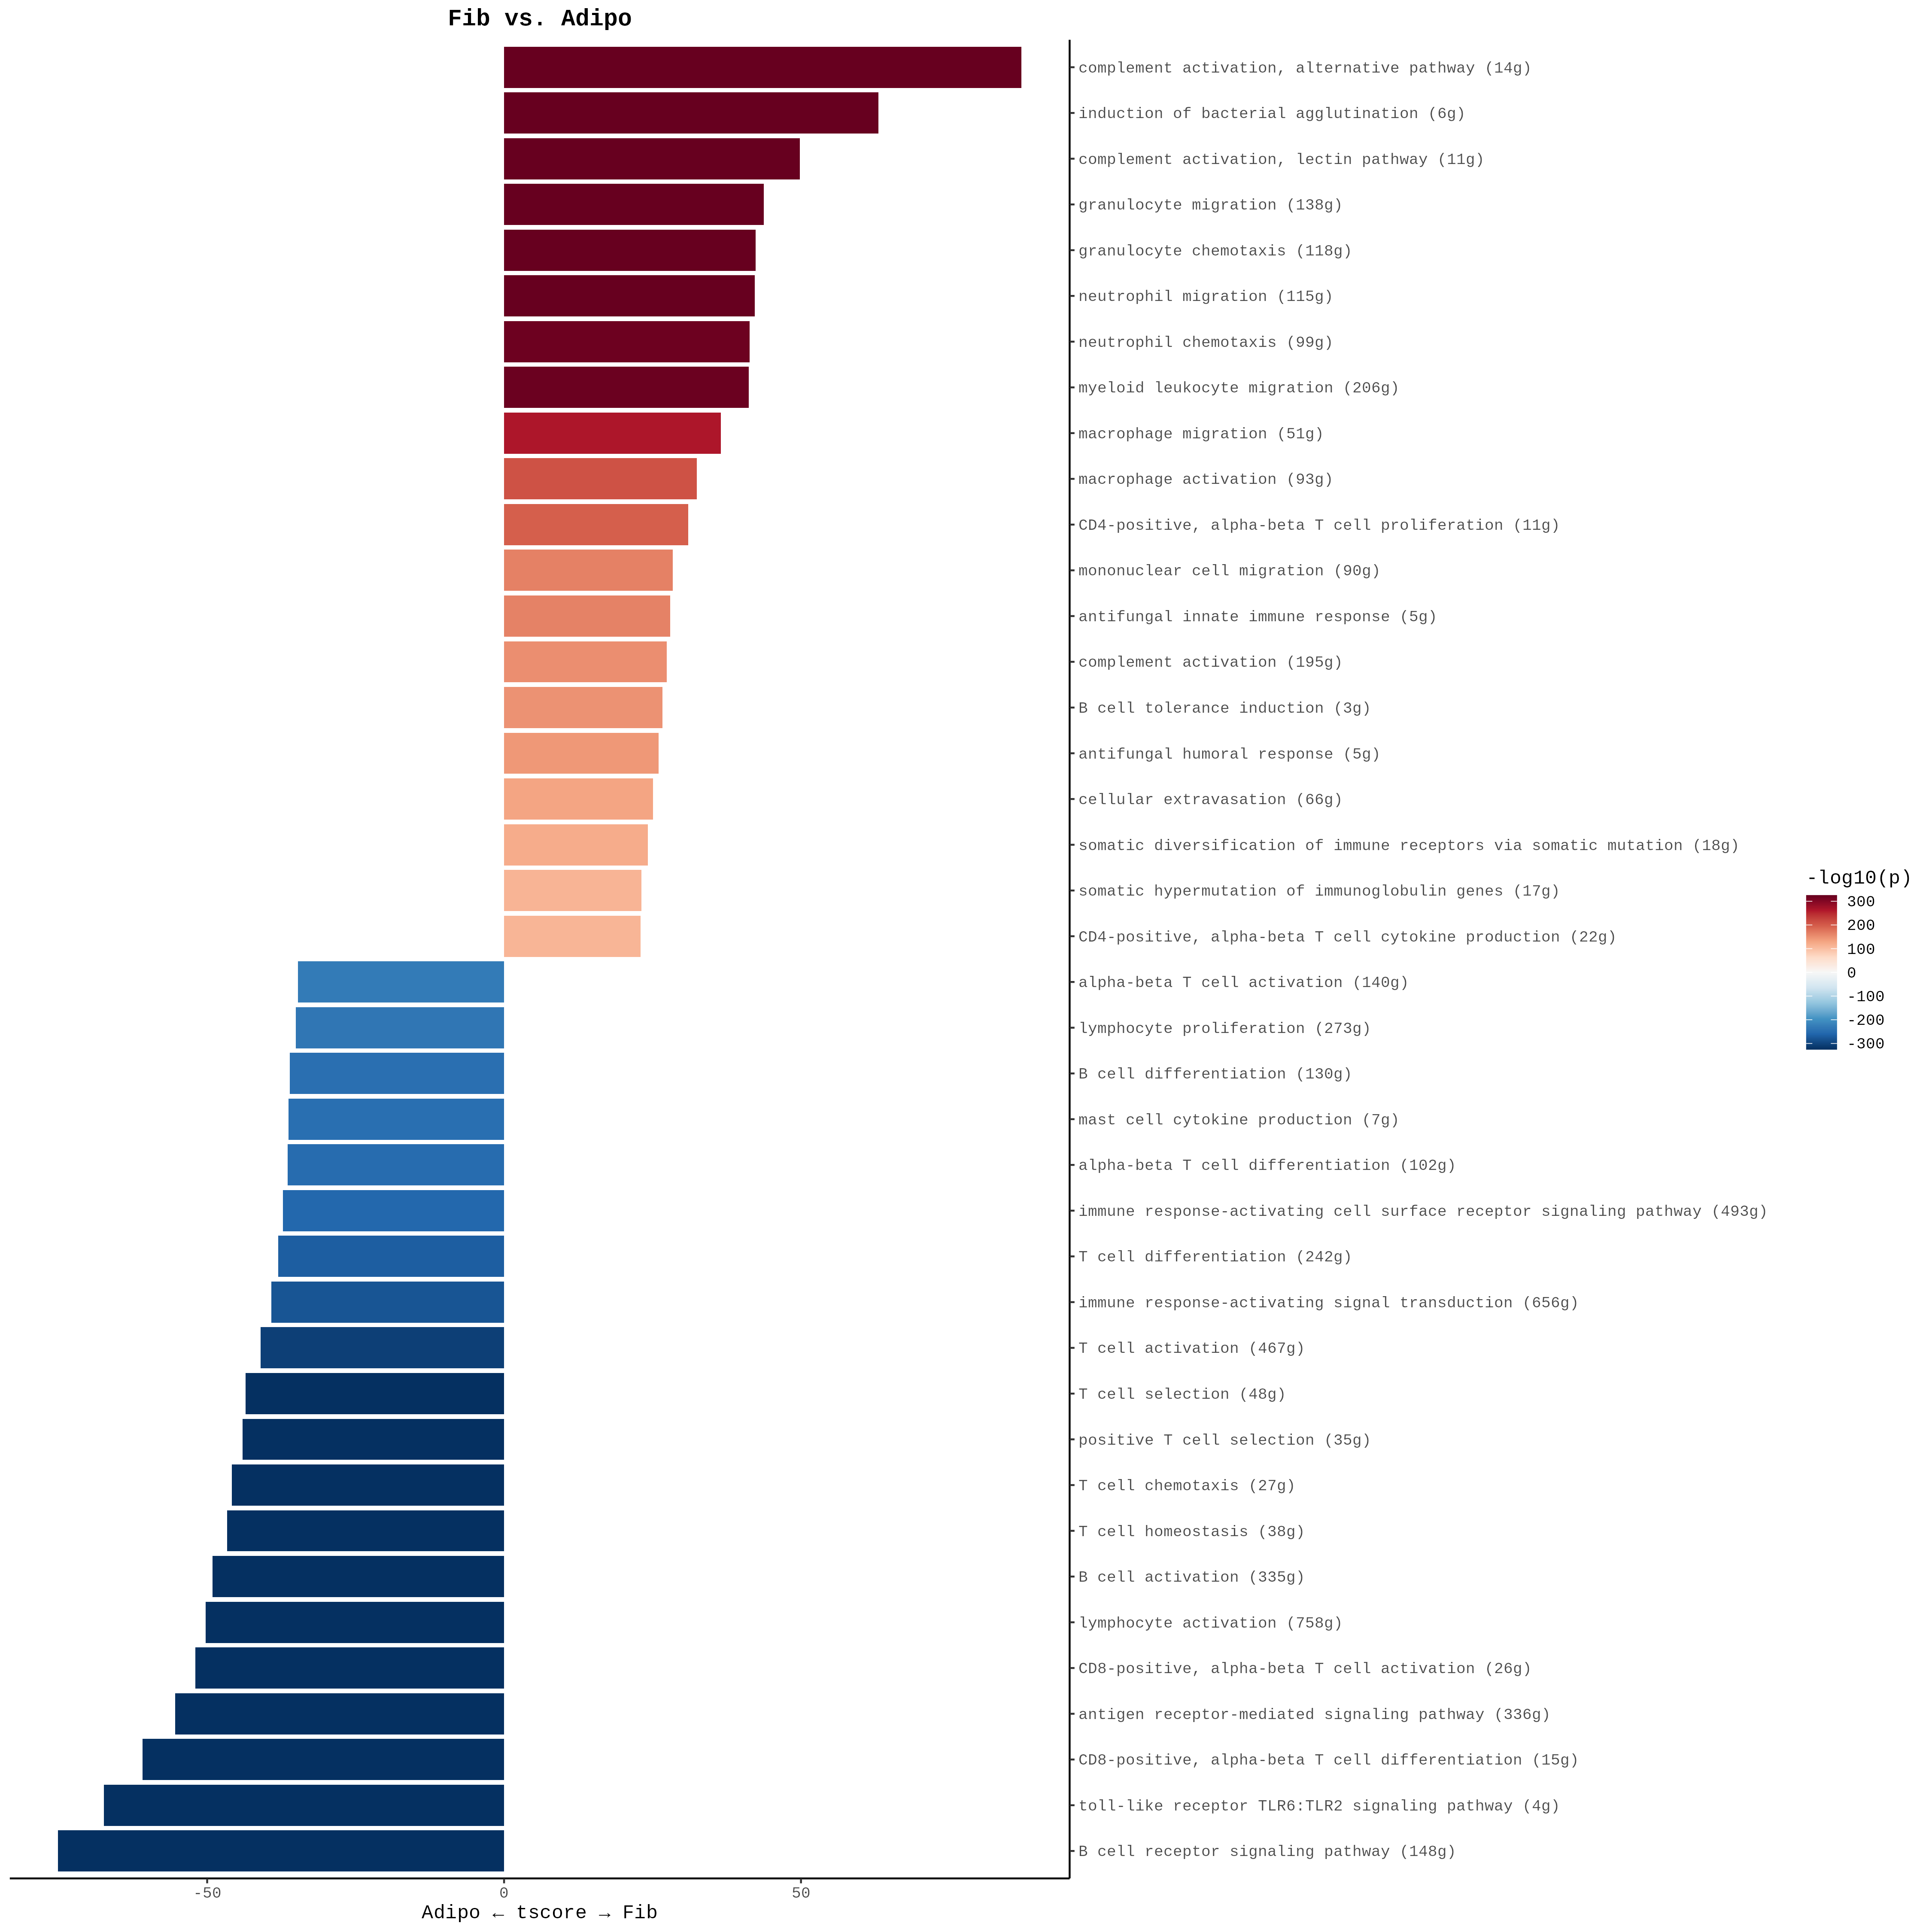 Fib vs. Adipo
complement activation, alternative pathway (14g)
induction of bacterial agglutination (6g)
complement activation, lectin pathway (11g)
granulocyte migration (138g)
granulocyte chemotaxis (118g)
neutrophil migration (115g)
neutrophil chemotaxis (99g)
myeloid leukocyte migration (206g)
macrophage migration (51g)
macrophage activation (93g)
CD4-positive, alpha-beta T cell proliferation (11g)
mononuclear cell migration (90g)
antifungal innate immune response (5g)
complement activation (195g)
B cell tolerance induction (3g)
antifungal humoral response (5g)
cellular extravasation (66g)
somatic diversification of immune receptors via somatic mutation (18g)
somatic hypermutation of immunoglobulin genes (17g)
CD4-positive, alpha-beta T cell cytokine production (22g)
alpha-beta T cell activation (140g)
lymphocyte proliferation (273g)
B cell differentiation (130g)
mast cell cytokine production (7g)
alpha-beta T cell differentiation (102g)
immune response-activating cell surface receptor signaling pathway (493g)
T cell differentiation (242g)
immune response-activating signal transduction (656g)
T cell activation (467g)
T cell selection (48g)
positive T cell selection (35g)
T cell chemotaxis (27g)
T cell homeostasis (38g)
B cell activation (335g)
lymphocyte activation (758g)
CD8-positive, alpha-beta T cell activation (26g)
antigen receptor-mediated signaling pathway (336g)
CD8-positive, alpha-beta T cell differentiation (15g)
toll-like receptor TLR6:TLR2 signaling pathway (4g)
B cell receptor signaling pathway (148g)
-50 0 50
Adipo ← tscore → Fib
-log10(p)
300
200
100
0
-100
-200
-300